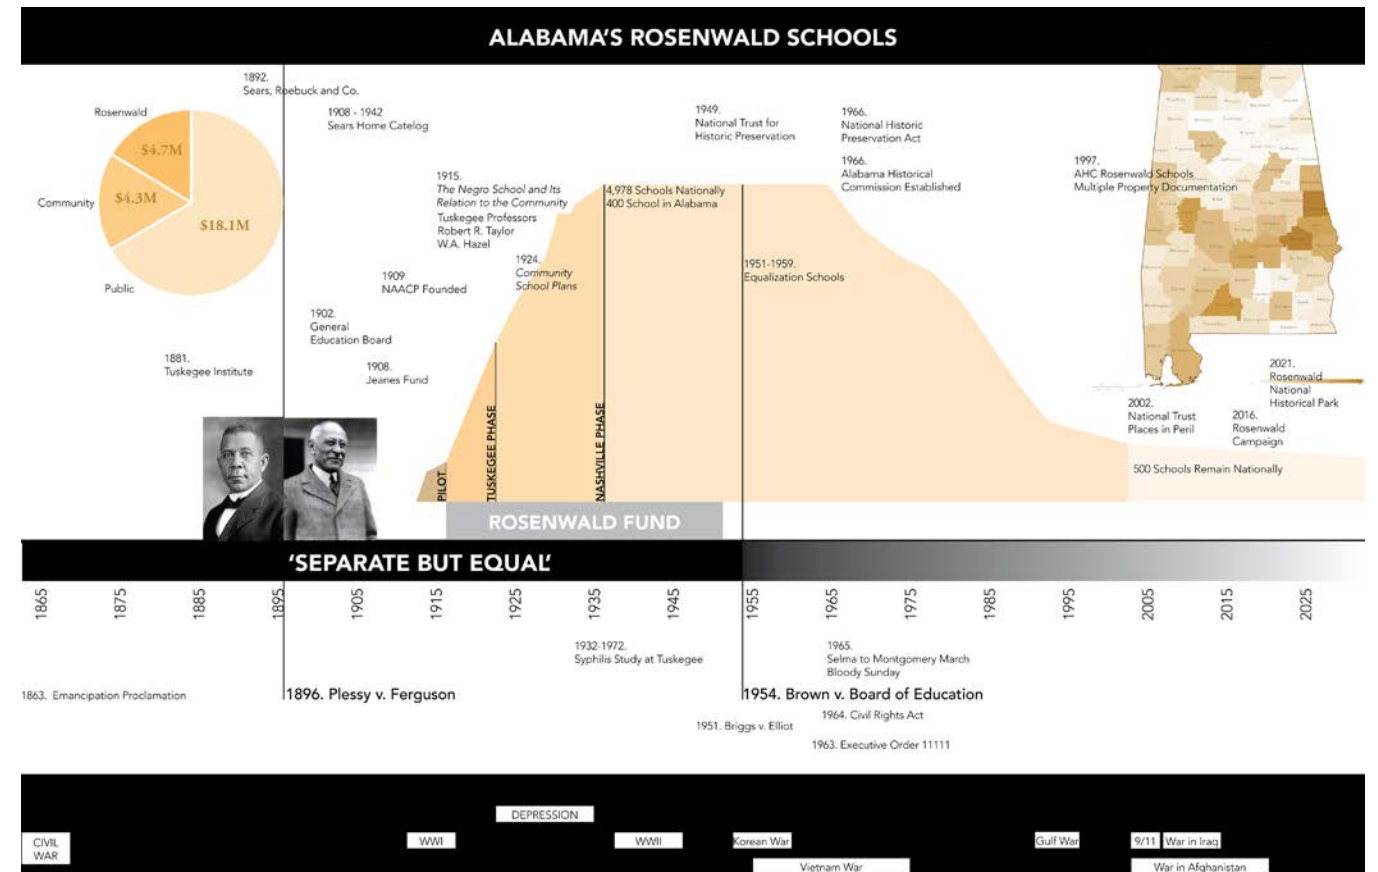 ALABAMA'S ROSENWALD SCHOOLS
1892.
Sears, Roebuck and Co.
Rosenwald
$4.7M
Community
$4.3M
$18.1M
Public
1908 - 1942
Sears Home Catelog
1949.
National Trust for
Historic Preservation
1966.
National Historic
Preservation Act
1966.
Alabama Historical
Commission Established
1997.
AHC Rosenwald Schools
Multiple Property Documentation
1915.
The Negro School and Its
Relation to the Community
Tuskegee Professors
Robert R. Taylor
W.A. Hazel
4,978 Schools Nationally
400 School in Alabama
1924.
Community
School Plans
1951-1959.
Equalization Schools
1909
NAACP Founded
1902.
General
Education Board
1881.
Tuskegee Institute
1908.
Jeanes Fund
2021.
Rosenwald
National
Historical Park
2002.
National Trust
Places in Peril
2016.
Rosenwald
Campaign
500 Schools Remain Nationally
PILOT
TUSKEGEE PHASE
NASHVILLE PHASE
ROSENWALD FUND
'SEPARATE BUT EQUAL'
1865
1875
1885
1895
1905
1915
1925
1935
1945
1955
1965
1975
1985
1995
2005
2015
2025
1932-1972.
Syphilis Study at Tuskegee
1965.
Selma to Montgomery March
Bloody Sunday
1863. Emancipation Proclamation
1896. Plessy v. Ferguson
1954. Brown v. Board of Education
1964. Civil Rights Act
1951. Briggs v. Elliot
1963. Executive Order 11111
DEPRESSION
CIVIL
WAR
WWI
WWII
Korean War
Gulf War
9/11
War in Iraq
Vietnam War
War in Afghanistan